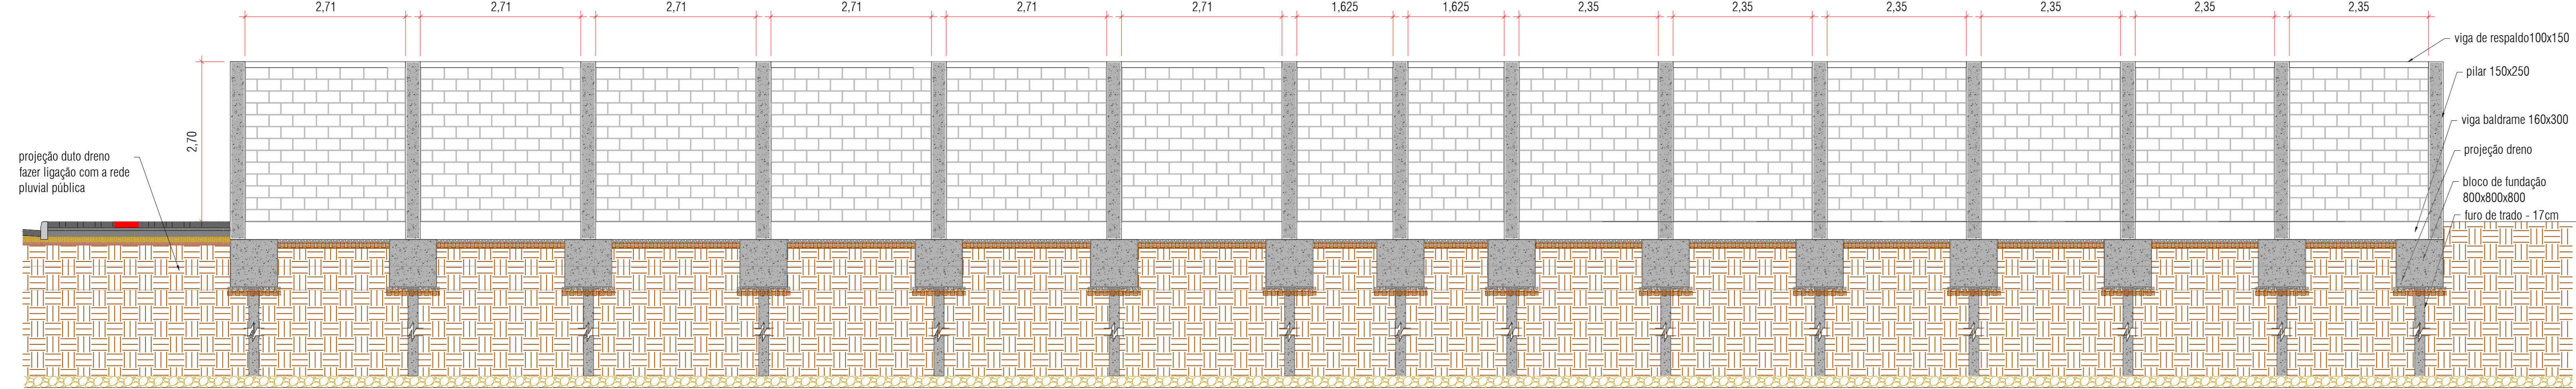 2,71
2,71
2,71
2,71
2,71
2,71
1,625
1,625
2,35
2,35
2,35
2,35
2,35
2,35
viga de respaldo100x150
pilar 150x250
viga baldrame 160x300
projeção dreno
bloco de fundação
800x800x800
furo de trado - 17cm
2,70
projeção duto dreno
fazer ligação com a rede
pluvial pública